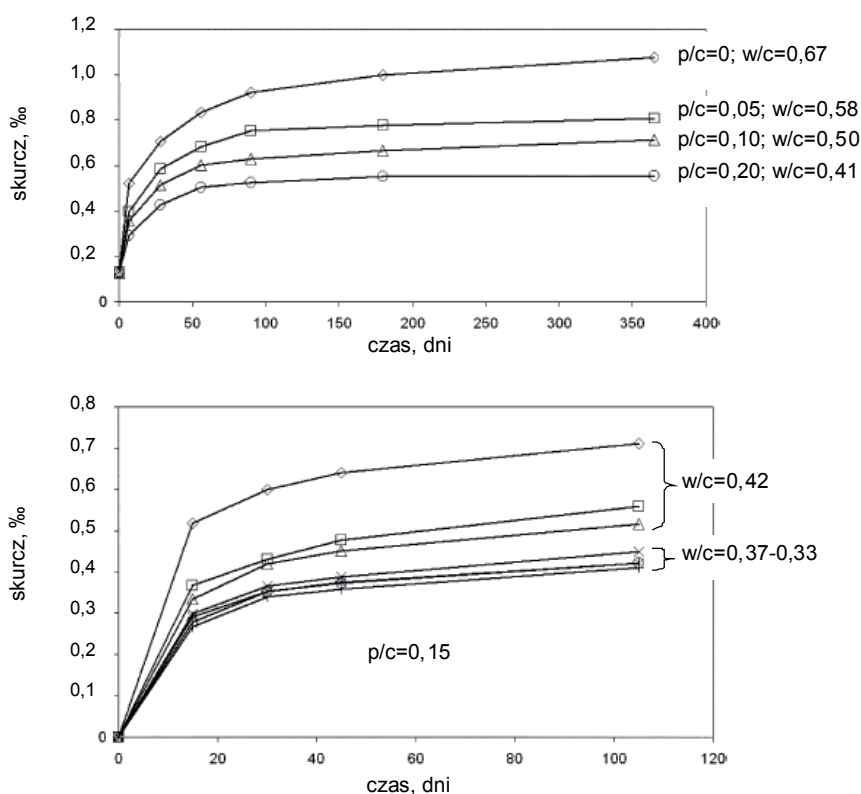 1,2
1,0
0,8
0,6
0,4
0,2
0
skurcz, ‰
p/c=0; w/c=0,67
p/c=0,05; w/c=0,58
p/c=0,10; w/c=0,50
p/c=0,20; w/c=0,41
0 50 100 150 200 250 300 350 400
czas, dni
0,8
0,7
0,6
0,5
0,4
0,3
0,2
0,1
0
skurcz, ‰
w/c=0,42
w/c=0,37-0,33
p/c=0,15
0 20 40 60 80 100 120
czas, dni